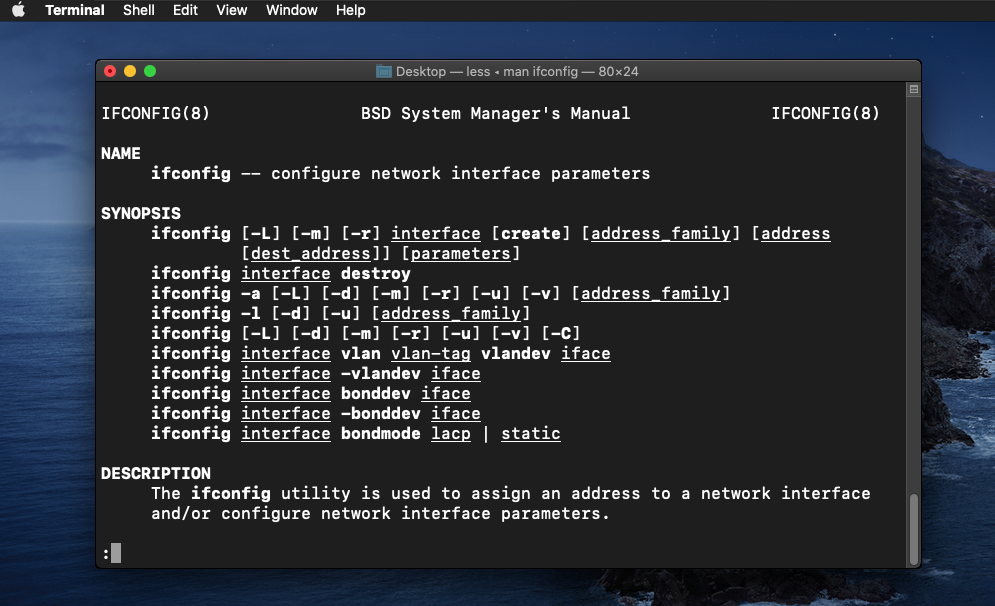 Terminal Shell Edit View Window Help
Desktop — less ◂ man ifconfig — 80×24
IFCONFIG(8) BSD System Manager's Manual IFCONFIG(8)
NAME
ifconfig -- configure network interface parameters
SYNOPSIS
ifconfig [-L] [-m] [-r] interface [create] [address_family] [address
[dest_address]] [parameters]
ifconfig interface destroy
ifconfig -a [-L] [-d] [-m] [-r] [-u] [-v] [address_family]
ifconfig -l [-d] [-u] [address_family]
ifconfig [-L] [-d] [-m] [-r] [-u] [-v] [-C]
ifconfig interface vlan vlan-tag vlandev iface
ifconfig interface -vlandev iface
ifconfig interface bonddev iface
ifconfig interface -bonddev iface
ifconfig interface bondmode lacp | static
DESCRIPTION
The ifconfig utility is used to assign an address to a network interface
and/or configure network interface parameters.
: